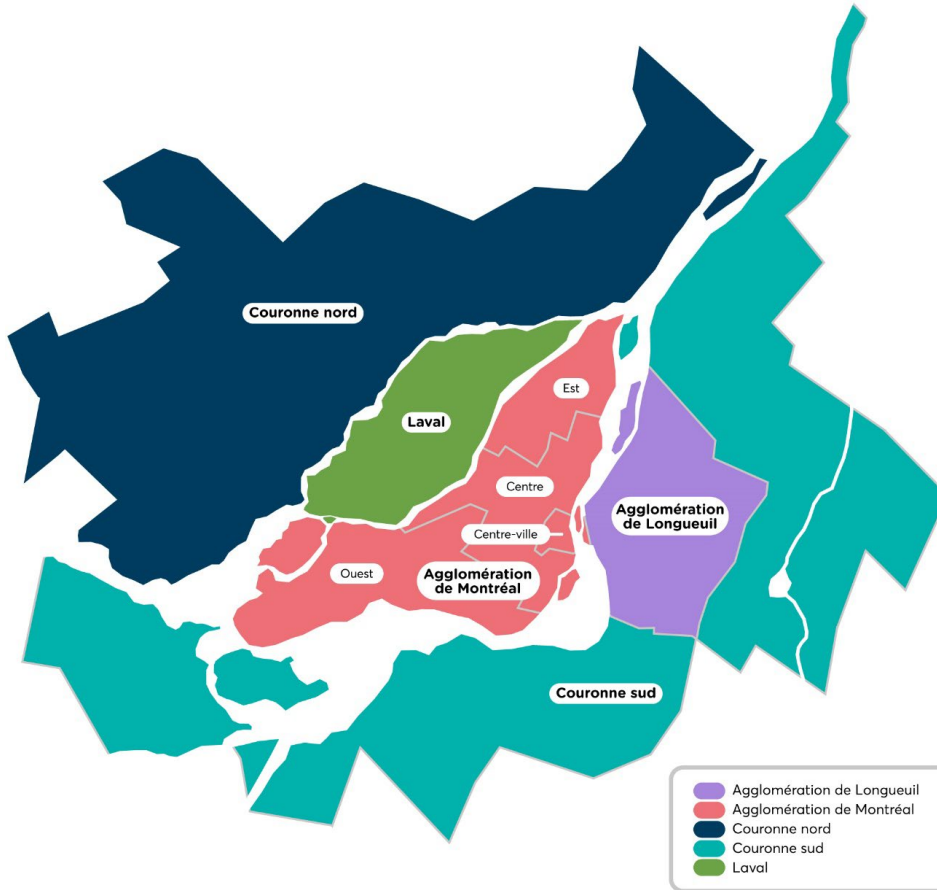 Couronne nord
Est
Laval
Centre
Agglomération
de Longueuil
Centre-ville
Ouest
Agglomération
de Montréal
Couronne sud
Agglomération de Longueuil
Agglomération de Montréal
Couronne nord
Couronne sud
Laval